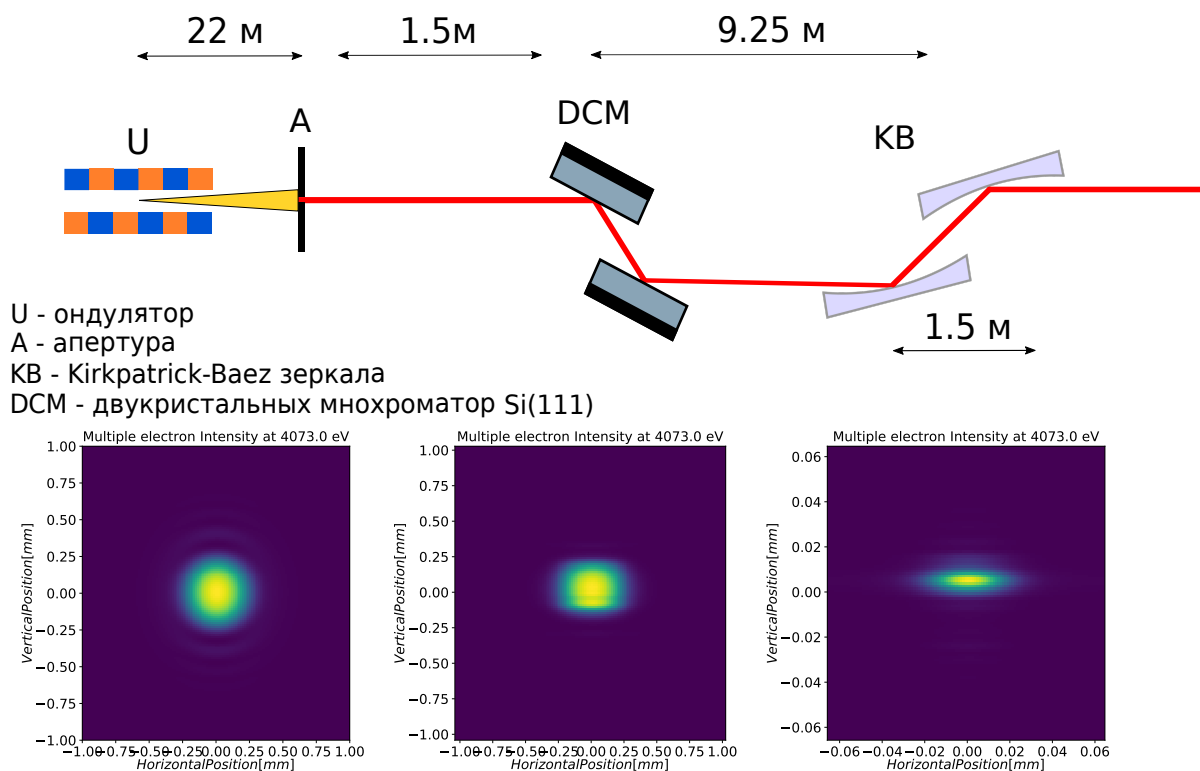 22 м
1.5м
9.25 м
DCM
A
KB
U
1.5 м
U - ондулятор
A - апертура
KB - Kirkpatrick-Baez зеркала
DCM - двукристальных мнохроматор Si(111)
Multiple electron Intensity at 4073.0 eV
1.00
0.75
0.50
0.25
0.00
−0.25
−0.50
−0.75
−1.00
VerticalPosition[mm]
−1.00 −0.75 −0.50 −0.25 0.00 0.25 0.50 0.75 1.00
HorizontalPosition[mm]
Multiple electron Intensity at 4073.0 eV
1.00
0.75
0.50
0.25
0.00
−0.25
−0.50
−0.75
−1.00
VerticalPosition[mm]
−1.00 −0.75 −0.50 −0.25 0.00 0.25 0.50 0.75 1.00
HorizontalPosition[mm]
Multiple electron Intensity at 4073.0 eV
0.06
0.04
0.02
0.00
−0.02
−0.04
−0.06
VerticalPosition[mm]
−0.06 −0.04 −0.02 0.00 0.02 0.04 0.06
HorizontalPosition[mm]